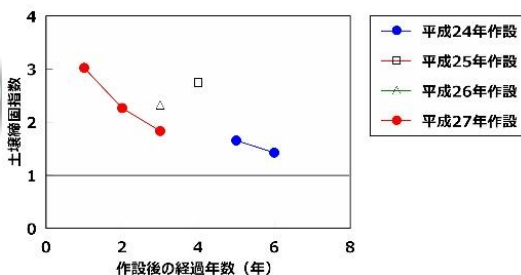 土壌締固指数
4
3
2
1
0
0 2 4 6 8
作設後の経過年数（年）
平成24年作設
平成25年作設
平成26年作設
平成27年作設